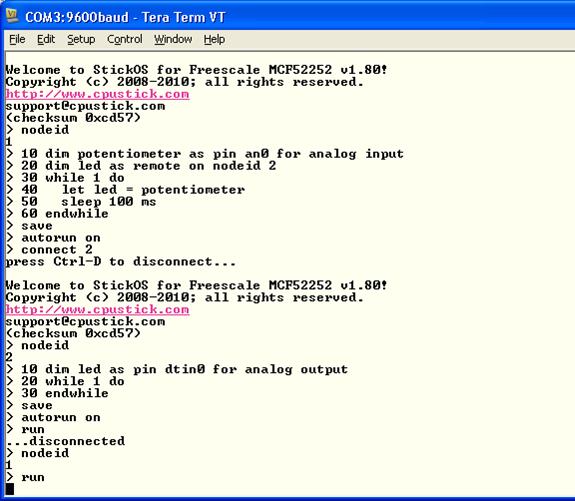 COM3:9600baud - Tera Term VT
File Edit Setup Control Window Help
Welcome to StickOS for Freescale MCF52252 v1.80!
Copyright (c) 2008-2010; all rights reserved.
http://www.cpustick.com
support@cpustick.com
(checksum 0xcd57)
> nodeid
1
> 10 dim potentiometer as pin an0 for analog input
> 20 dim led as remote on nodeid 2
> 30 while 1 do
> 40   let led = potentiometer
> 50   sleep 100 ms
> 60 endwhile
> save
> autorun on
> connect 2
press Ctrl-D to disconnect...
Welcome to StickOS for Freescale MCF52252 v1.80!
Copyright (c) 2008-2010; all rights reserved.
http://www.cpustick.com
support@cpustick.com
(checksum 0xcd57)
> nodeid
2
> 10 dim led as pin dtin0 for analog output
> 20 while 1 do
> 30 endwhile
> save
> autorun on
> run
...disconnected
> nodeid
1
> run